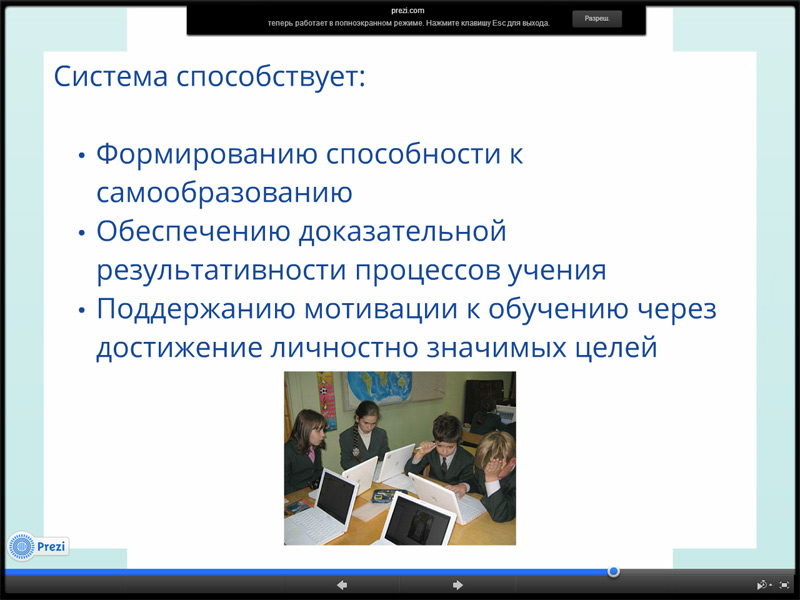 prezi.com
теперь работает в полноэкранном режиме. Нажмите клавишу Esc для выхода.
Разреш.
Система способствует:
• Формированию способности к
самообразованию
• Обеспечению доказательной
результативности процессов учения
• Поддержанию мотивации к обучению через
достижение личностно значимых целей
Prezi